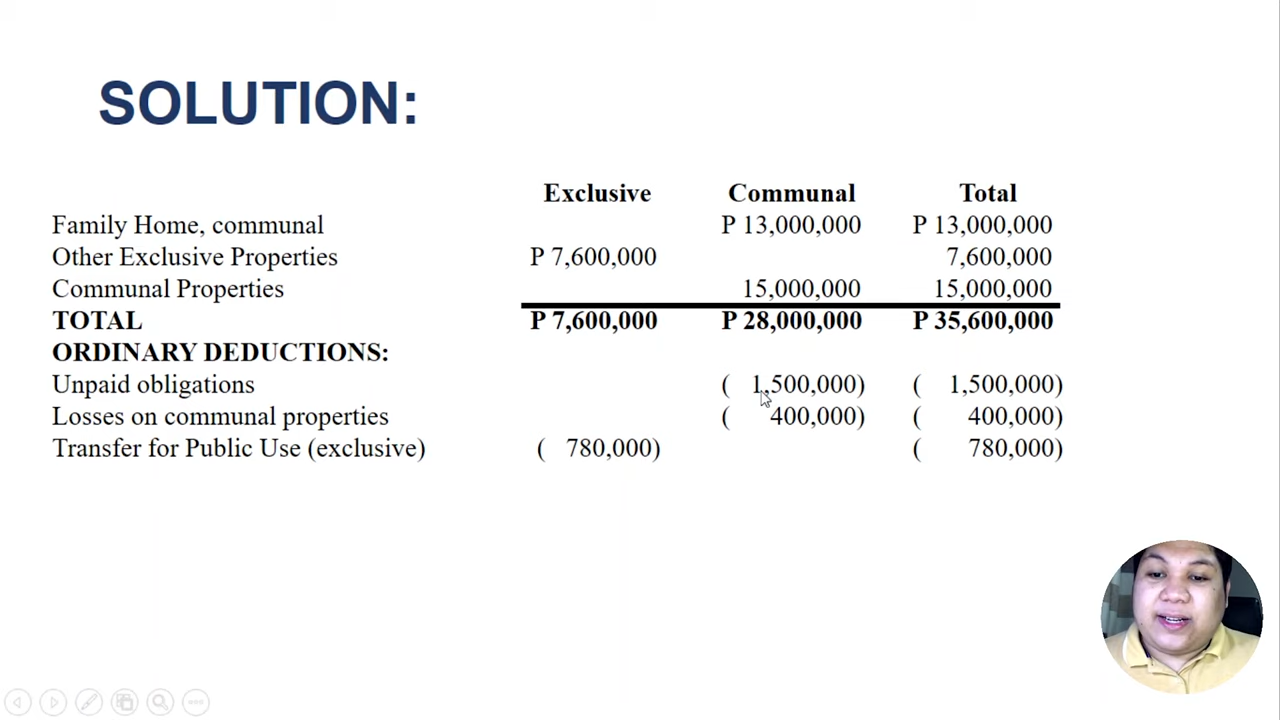 SOLUTION:
Exclusive Communal Total
Family Home, communal P 13,000,000 P 13,000,000
Other Exclusive Properties P 7,600,000 7,600,000
Communal Properties 15,000,000 15,000,000
TOTAL P 7,600,000 P 28,000,000 P 35,600,000
ORDINARY DEDUCTIONS:
Unpaid obligations ( 1,500,000) ( 1,500,000)
Losses on communal properties ( 400,000) ( 400,000)
Transfer for Public Use (exclusive) ( 780,000) ( 780,000)